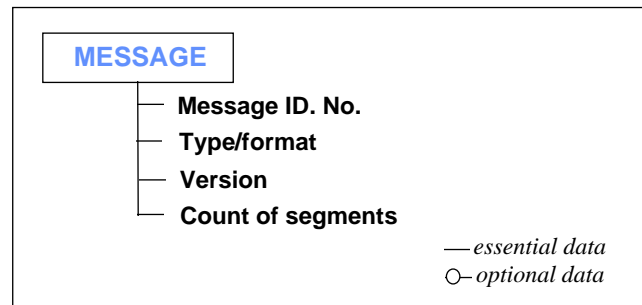 MESSAGE
Message ID. No.
Type/format
Version
Count of segments
essential data
optional data